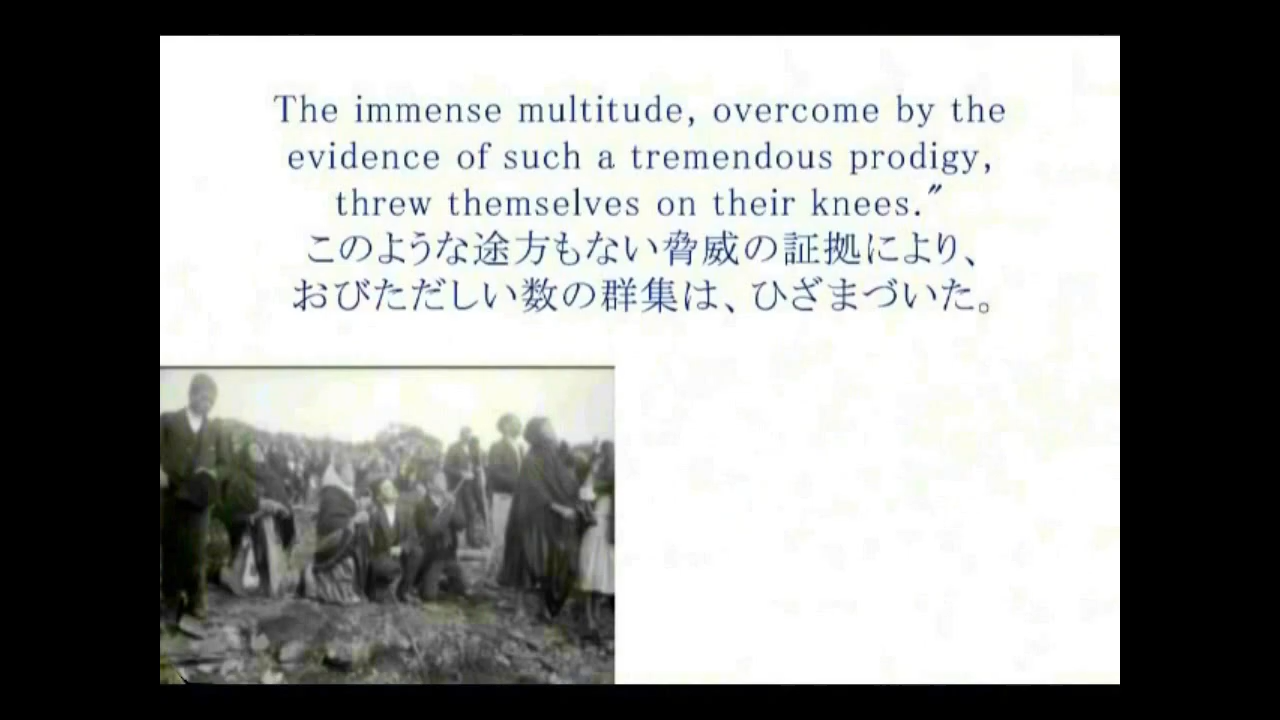 The immense multitude, overcome by the
evidence of such a tremendous prodigy,
threw themselves on their knees."
このような途方もない脅威の証拠により、
おびただしい数の群集は、ひざまづいた。